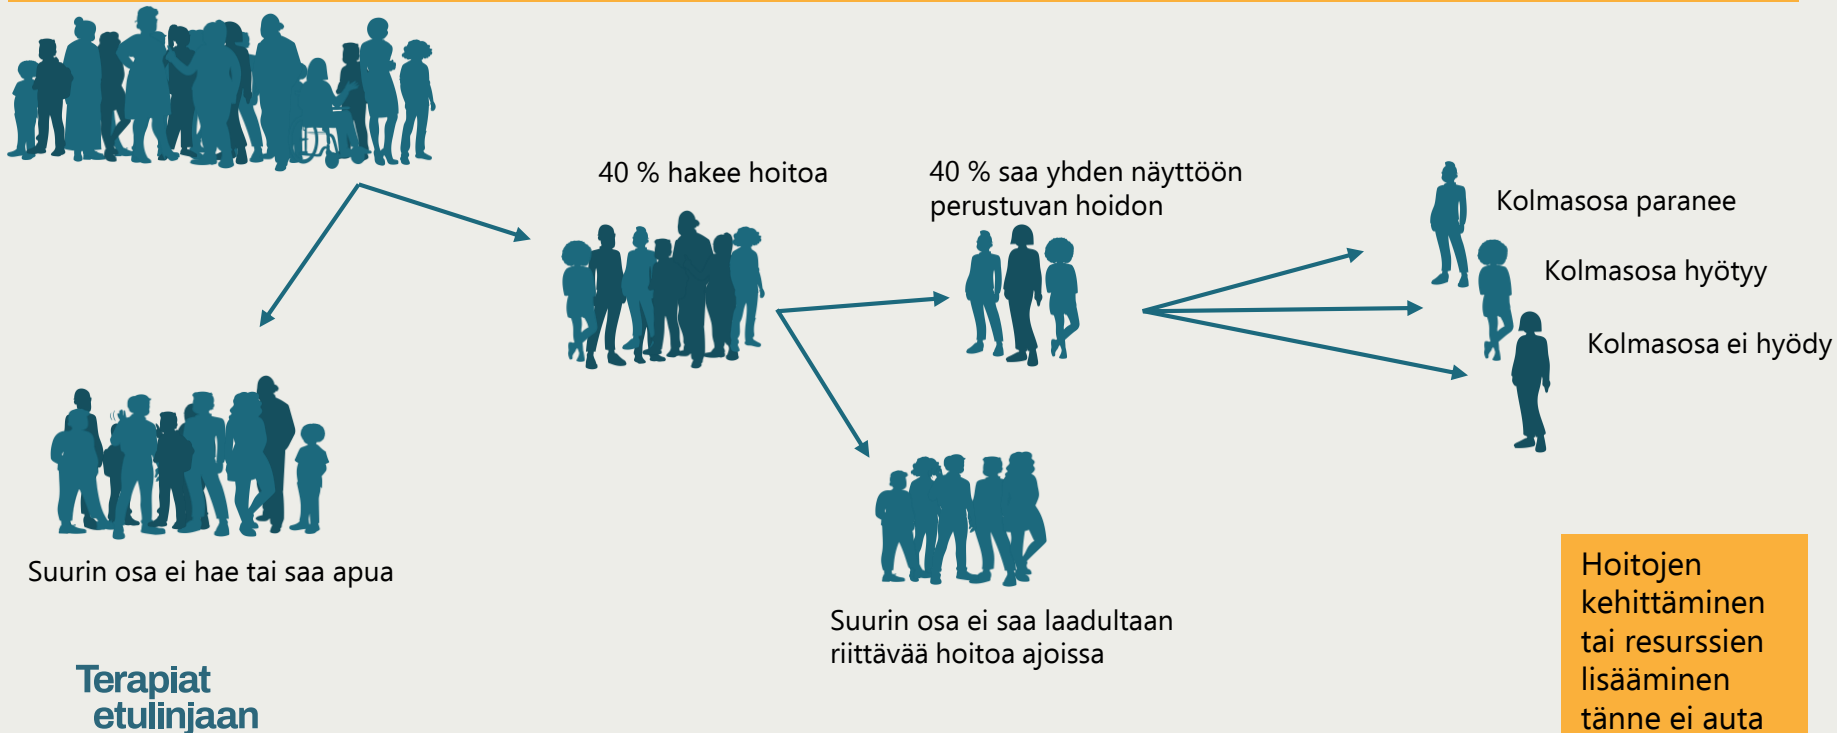 40 % hakee hoitoa
40 % saa yhden näyttöön
perustuvan hoidon
Kolmasosa paranee
Kolmasosa hyötyy
Kolmasosa ei hyödy
Suurin osa ei hae tai saa apua
Suurin osa ei saa laadultaan
riittävää hoitoa ajoissa
Hoitojen
kehittäminen
tai resurssien
lisääminen
tänne ei auta
Terapiat
etulinjaan